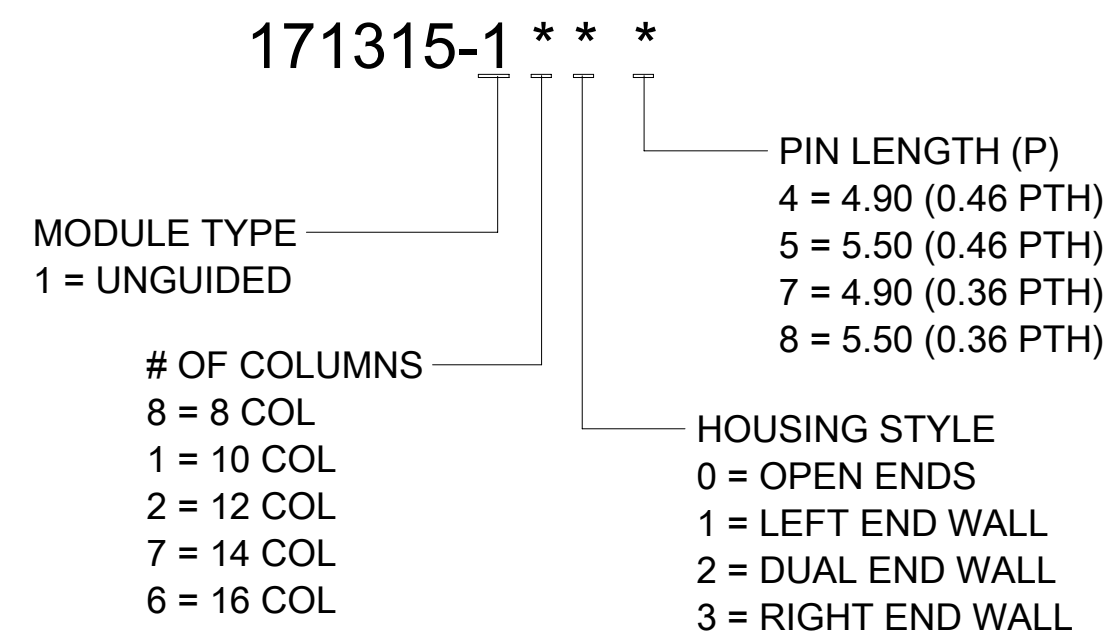 171315-1 * * *
PIN LENGTH (P)
4 = 4.90 (0.46 PTH)
5 = 5.50 (0.46 PTH)
7 = 4.90 (0.36 PTH)
8 = 5.50 (0.36 PTH)
MODULE TYPE
1 = UNGUIDED
# OF COLUMNS
8 = 8 COL
1 = 10 COL
2 = 12 COL
7 = 14 COL
6 = 16 COL
HOUSING STYLE
0 = OPEN ENDS
1 = LEFT END WALL
2 = DUAL END WALL
3 = RIGHT END WALL